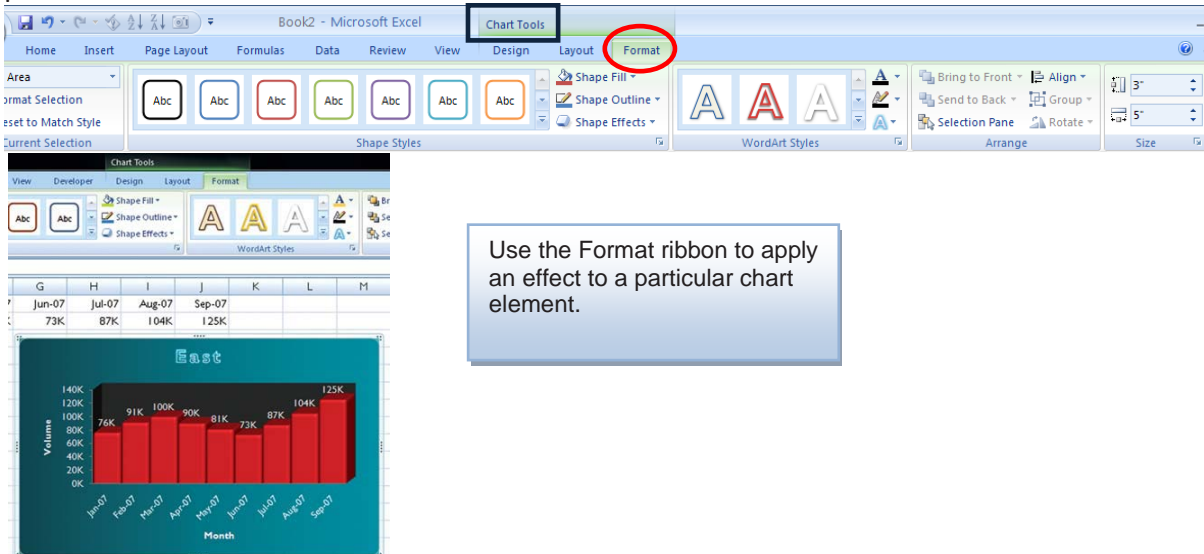 Book2 - Microsoft Excel Chart Tools
Home Insert Page Layout Formulas Data Review View Design Layout Format
Area
ormat Selection
eset to Match Style
Current Selection
Abc Abc Abc Abc Abc Abc Abc
Shape Fill
Shape Outline
Shape Effects
Shape Styles
A A A A
WordArt Styles
Bring to Front Align
Send to Back Group
Selection Pane Rotate
Arrange
3"
5"
Size
Chart Tools
View Developer Design Layout Format
Abc Abc
Shape Fill
Shape Outline
Shape Effects
A A A A
WordArt Styles
Br
Se
Se
G H I J K L M
Jun-07 Jul-07 Aug-07 Sep-07
73K 87K 104K 125K
East
140K
120K
100K
80K
60K
40K
20K
0K
Volume
76K 91K 100K 90K 81K 73K 87K 104K 125K
Jan-07 Feb-07 Mar-07 Apr-07 May-07 Jun-07 Jul-07 Aug-07 Sep-07
Month
Use the Format ribbon to apply
an effect to a particular chart
element.